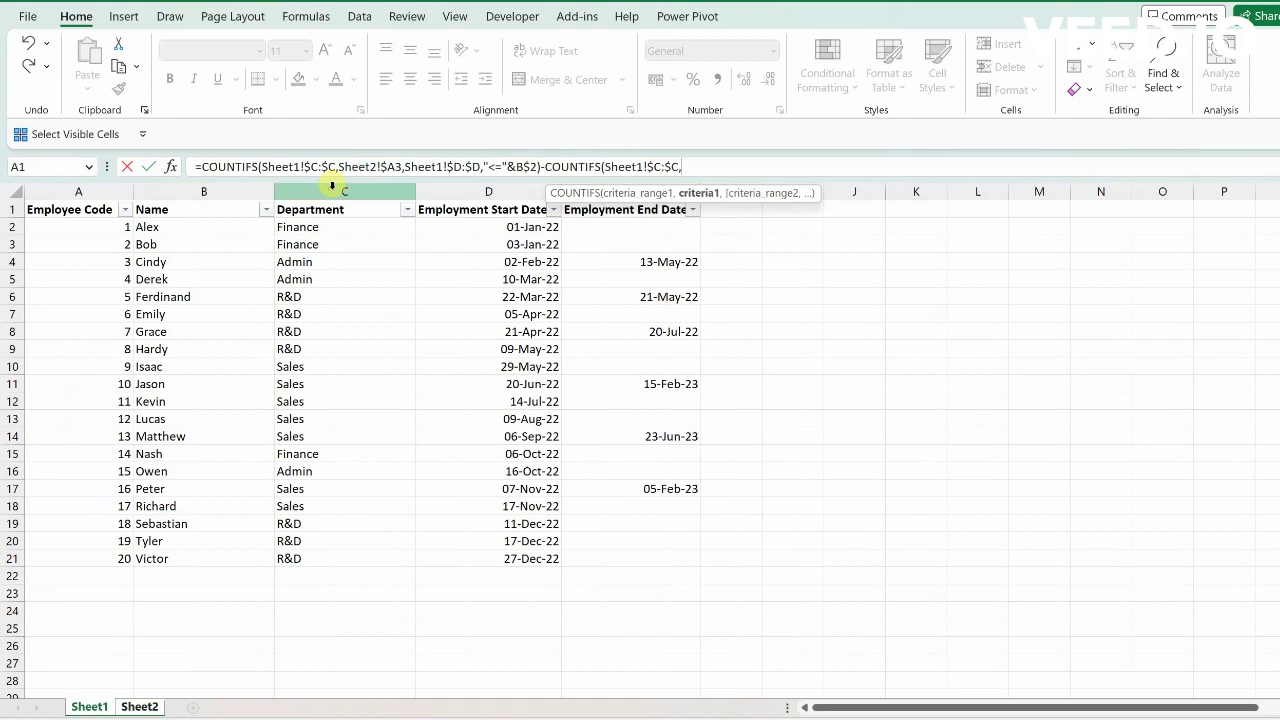 File Home Insert Draw Page Layout Formulas Data Review View Developer Add-ins Help Power Pivot Comments Share
VEED.IO
11 A A Wrap Text General Insert
Paste Conditional Format as Cell Delete Sort & Find & Analyze
B I U Merge & Center % Formatting Table Styles Format Filter Select Data
Undo Clipboard Font Alignment Number Styles Cells Editing Analysis
Select Visible Cells
A1 fx =COUNTIFS(Sheet1!$C:$C,Sheet2!$A3,Sheet1!$D:$D,"<="&B$2)-COUNTIFS(Sheet1!$C:$C,
COUNTIFS(criteria_range1, criteria1, [criteria_range2, ...)
A B C D J K L M N O P
1 Employee Code Name Department Employment Start Date Employment End Date
2 1 Alex Finance 01-Jan-22
3 2 Bob Finance 03-Jan-22
4 3 Cindy Admin 02-Feb-22 13-May-22
5 4 Derek Admin 10-Mar-22
6 5 Ferdinand R&D 22-Mar-22 21-May-22
7 6 Emily R&D 05-Apr-22
8 7 Grace R&D 21-Apr-22 20-Jul-22
9 8 Hardy R&D 09-May-22
10 9 Isaac Sales 29-May-22
11 10 Jason Sales 20-Jun-22 15-Feb-23
12 11 Kevin Sales 14-Jul-22
13 12 Lucas Sales 09-Aug-22
14 13 Matthew Sales 06-Sep-22 23-Jun-23
15 14 Nash Finance 06-Oct-22
16 15 Owen Admin 16-Oct-22
17 16 Peter Sales 07-Nov-22 05-Feb-23
18 17 Richard Sales 17-Nov-22
19 18 Sebastian R&D 11-Dec-22
20 19 Tyler R&D 17-Dec-22
21 20 Victor R&D 27-Dec-22
22
23
24
25
26
27
28
Sheet1 Sheet2